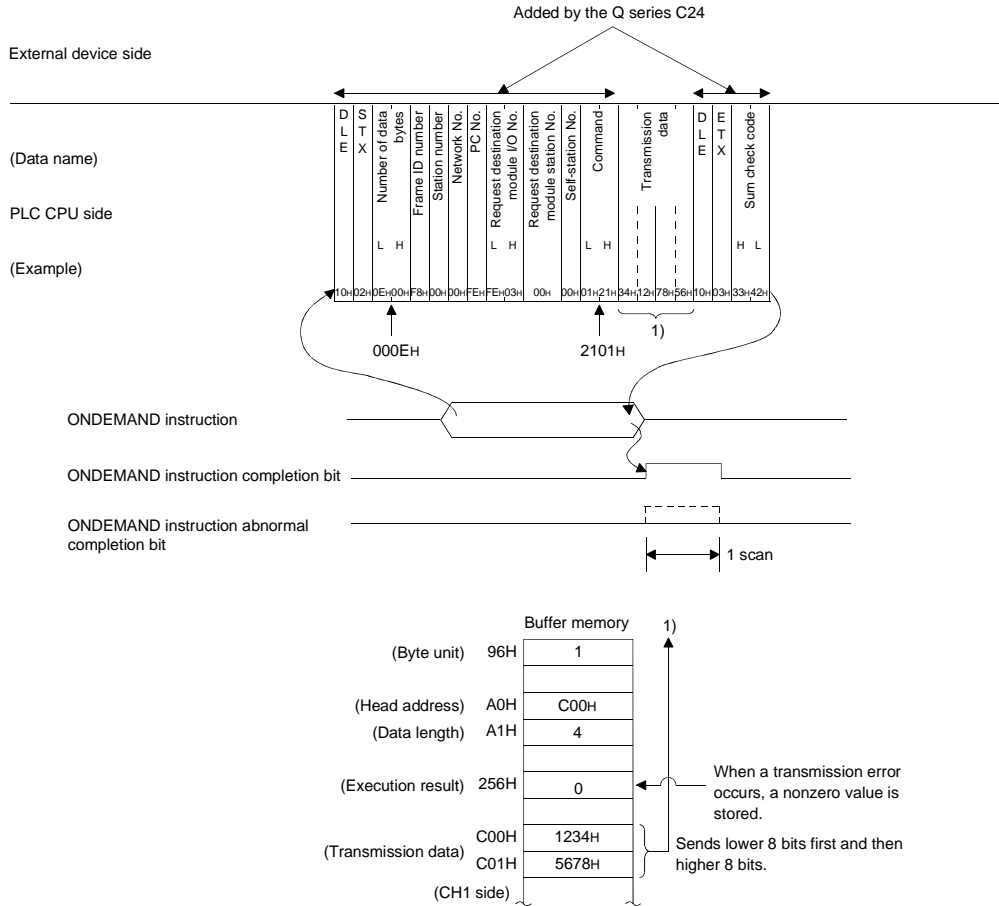 Added by the Q series C24
External device side
(Data name)
PLC CPU side
(Example)
D L E
S T X
Number of data bytes
Frame ID number
Station number
Network No.
PC No.
Request destination module I/O No.
Request destination module station No.
Self-station No.
Command
Transmission data
D L E
E T X
Sum check code
L H L H L H H L
10H 02H 0EH 00H F8H 00H 00H FEH FEH 03H 00H 00H 01H 21H 34H 12H 78H 56H 10H 03H 33H 42H
1)
000EH 2101H
ONDEMAND instruction
ONDEMAND instruction completion bit
ONDEMAND instruction abnormal
completion bit
1 scan
Buffer memory 1)
(Byte unit) 96H 1
(Head address) A0H C00H
(Data length) A1H 4
(Execution result) 256H 0
When a transmission error
occurs, a nonzero value is
stored.
(Transmission data)
C00H 1234H
C01H 5678H
Sends lower 8 bits first and then
higher 8 bits.
(CH1 side)